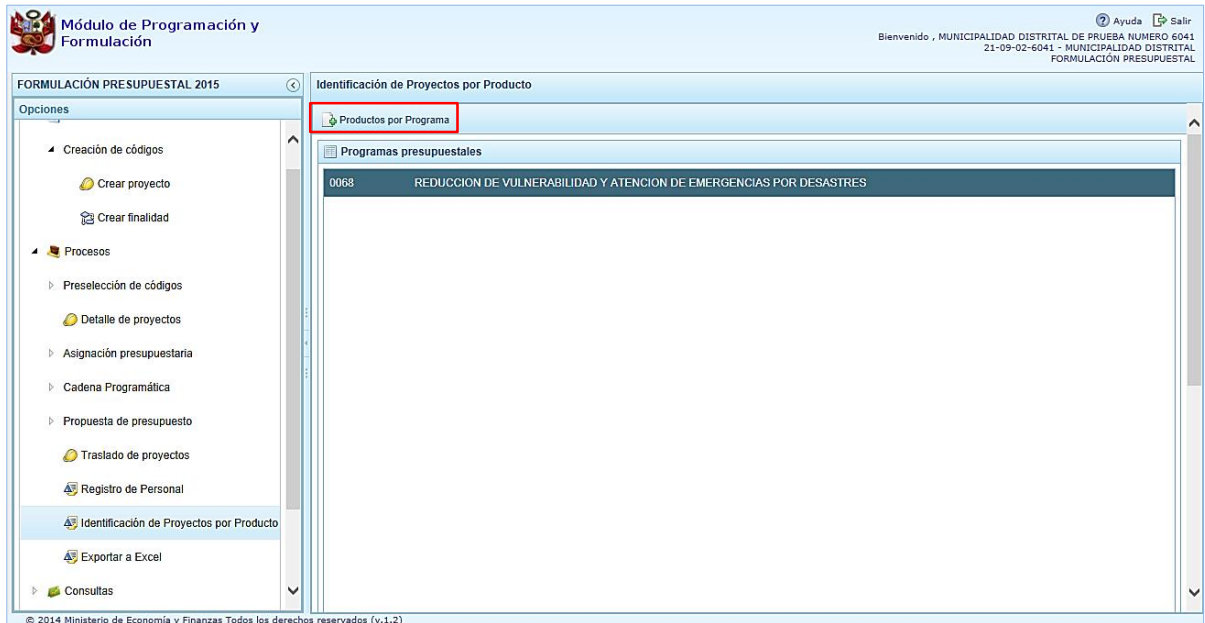 Módulo de Programación y
Formulación
Ayuda Salir
Bienvenido , MUNICIPALIDAD DISTRITAL DE PRUEBA NUMERO 6041
21-09-02-6041 - MUNICIPALIDAD DISTRITAL
FORMULACIÓN PRESUPUESTAL
FORMULACIÓN PRESUPUESTAL 2015
Opciones
Creación de códigos
Crear proyecto
Crear finalidad
Procesos
Preselección de códigos
Detalle de proyectos
Asignación presupuestaria
Cadena Programática
Propuesta de presupuesto
Traslado de proyectos
Registro de Personal
Identificación de Proyectos por Producto
Exportar a Excel
Consultas
Identificación de Proyectos por Producto
Productos por Programa
Programas presupuestales
0068 REDUCCION DE VULNERABILIDAD Y ATENCION DE EMERGENCIAS POR DESASTRES
© 2014 Ministerio de Economía y Finanzas Todos los derechos reservados (v.1.2)